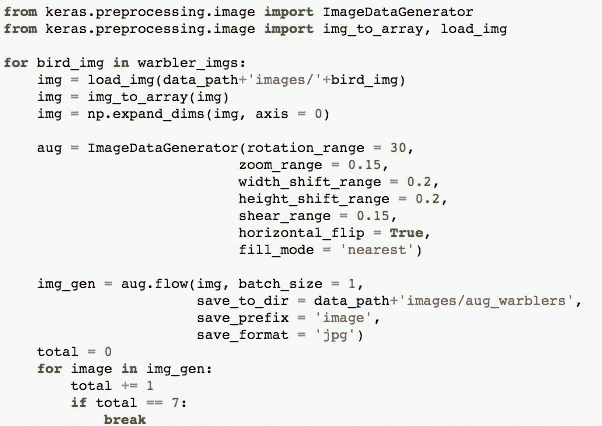 from keras.preprocessing.image import ImageDataGenerator
from keras.preprocessing.image import img_to_array, load_img

for bird_img in warbler_imgs:
    img = load_img(data_path+'images/'+bird_img)
    img = img_to_array(img)
    img = np.expand_dims(img, axis = 0)

    aug = ImageDataGenerator(rotation_range = 30,
                             zoom_range = 0.15,
                             width_shift_range = 0.2,
                             height_shift_range = 0.2,
                             shear_range = 0.15,
                             horizontal_flip = True,
                             fill_mode = 'nearest')

    img_gen = aug.flow(img, batch_size = 1,
                        save_to_dir = data_path+'images/aug_warblers',
                        save_prefix = 'image',
                        save_format = 'jpg')
    total = 0
    for image in img_gen:
        total += 1
        if total == 7:
            break